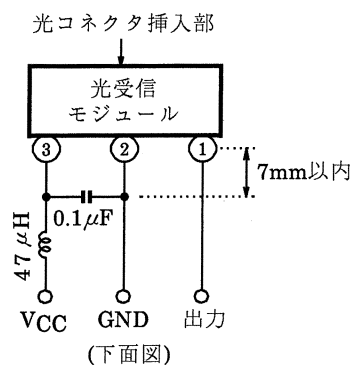 光コネクタ挿入部
光受信
モジュール
3 2 1
7mm以内
0.1μF
47μH
VCC GND 出力
(下面図)